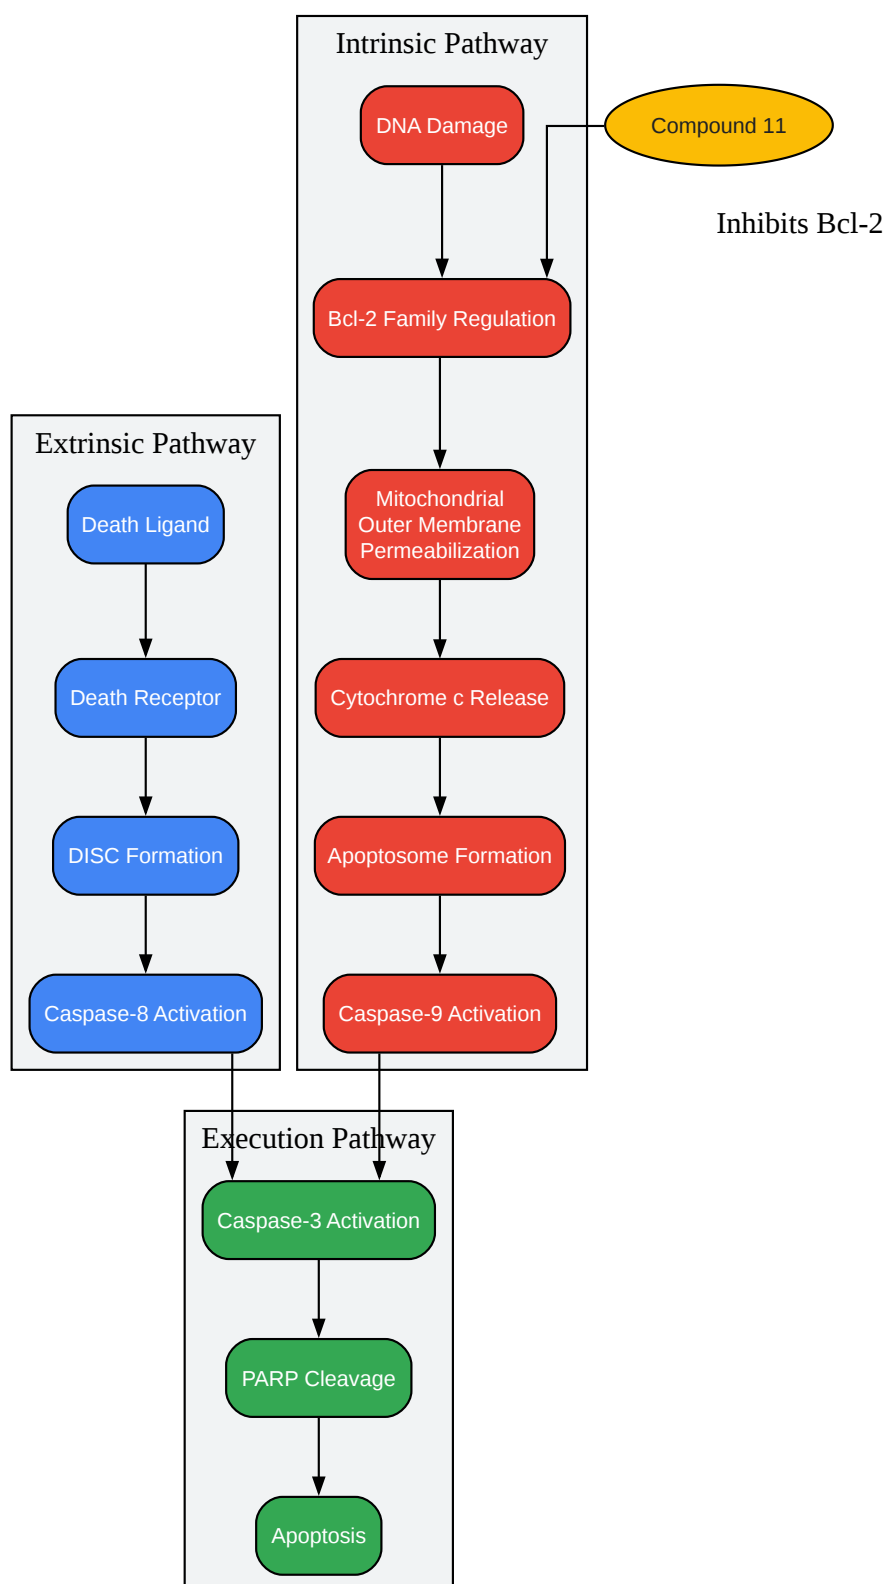 Intrinsic Pathway
DNA Damage
Compound 11
Inhibits Bcl-2
Bcl-2 Family Regulation
Mitochondrial
Outer Membrane
Permeabilization
Cytochrome c Release
Apoptosome Formation
Caspase-9 Activation
Extrinsic Pathway
Death Ligand
Death Receptor
DISC Formation
Caspase-8 Activation
Execution Pathway
Caspase-3 Activation
PARP Cleavage
Apoptosis